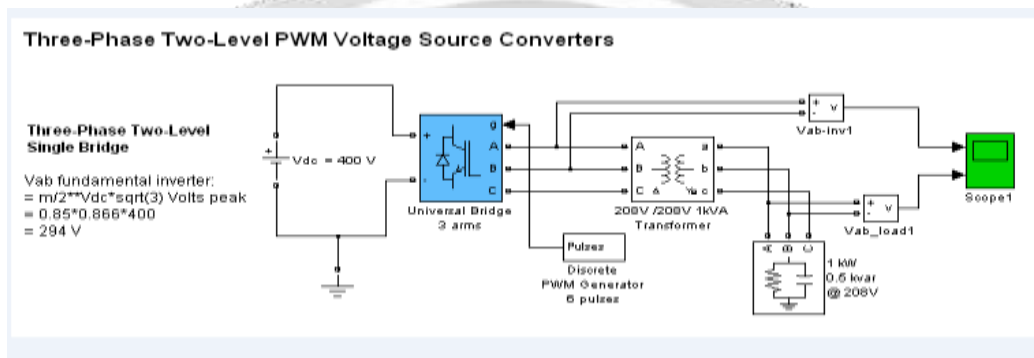 Three-Phase Two-Level PWM Voltage Source Converters
Three-Phase Two-Level
Single Bridge
Vab fundamental inverter:
= m/2**Vdc*sqrt(3) Volts peak
= 0.85*0.866*400
= 294 V
Vdc = 400 V
+
-
g
A
B
C
Universal Bridge
3 arms
Pulses
Discrete
PWM Generator
6 pulses
A
B
C
a
b
c
Δ
208V /208V 1kVA
Transformer
+
-
v
Vab-inv1
+
-
v
Vab_load1
Scope1
A
B
C
1 kW
0.5 kvar
@ 208V